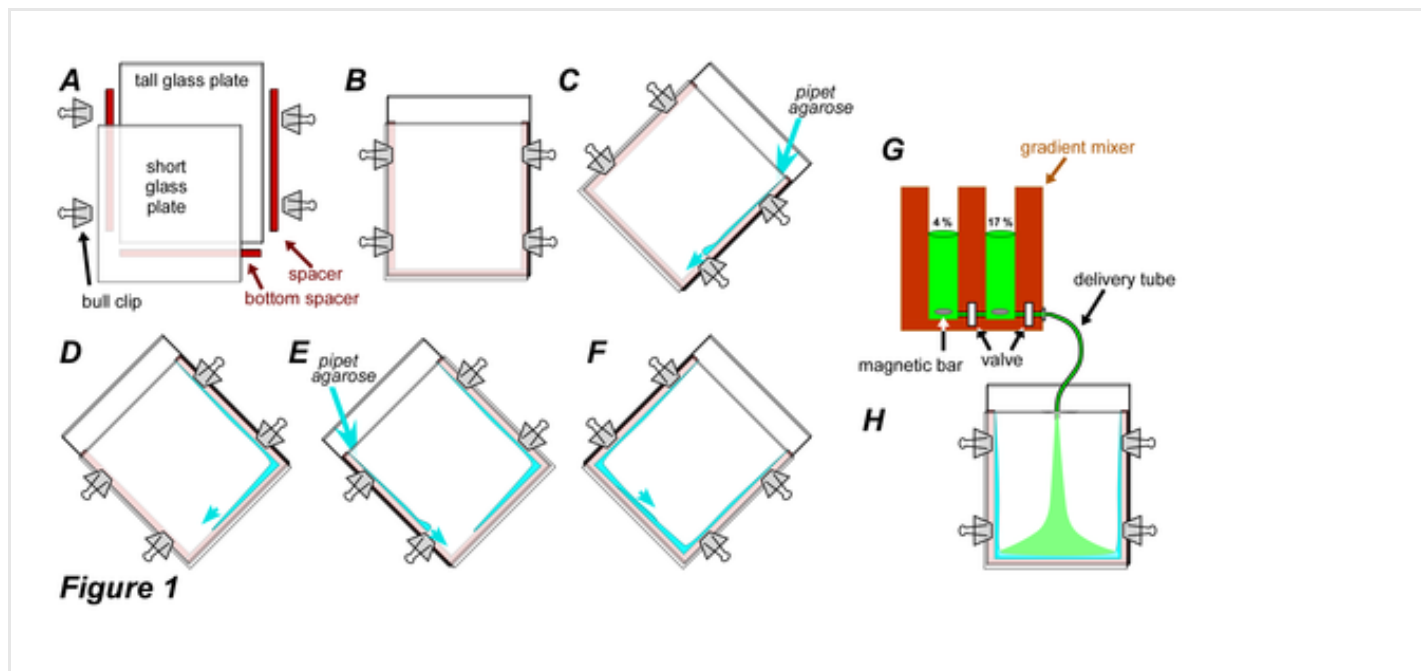 A
tall glass plate
short
glass
plate
spacer
bottom spacer
bull clip
B
C
pipet
agarose
D
E
pipet
agarose
F
G
gradient mixer
4 %
17 %
delivery tube
magnetic bar
valve
H
Figure 1